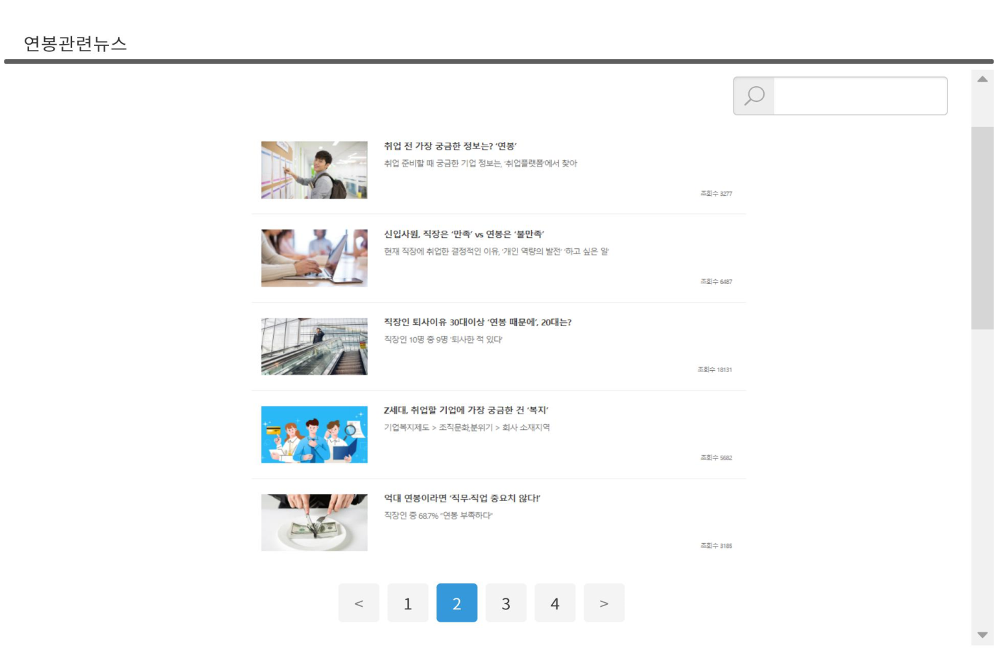 연봉관련뉴스
취업 전 가장 궁금한 정보는? ‘연봉’
취업 준비할 때 궁금한 기업 정보는, ‘취업플랫폼’에서 찾아
조회수 3277
신입사원, 직장은 ‘만족’ vs 연봉은 ‘불만족’
현재 직장에 취업한 결정적인 이유, ‘개인 역량의 발전’ ‘하고 싶은 일’
조회수 6487
직장인 퇴사이유 30대이상 ‘연봉 때문에’, 20대는?
직장인 10명 중 9명 ‘퇴사한 적 있다’
조회수 18131
Z세대, 취업할 기업에 가장 궁금한 건 ‘복지’
기업복지제도 > 조직문화,분위기 > 회사 소재지역
조회수 5682
억대 연봉이라면 ‘직무·직업 중요치 않다!’
직장인 중 68.7% “연봉 부족하다”
조회수 3185
< 1 2 3 4 >